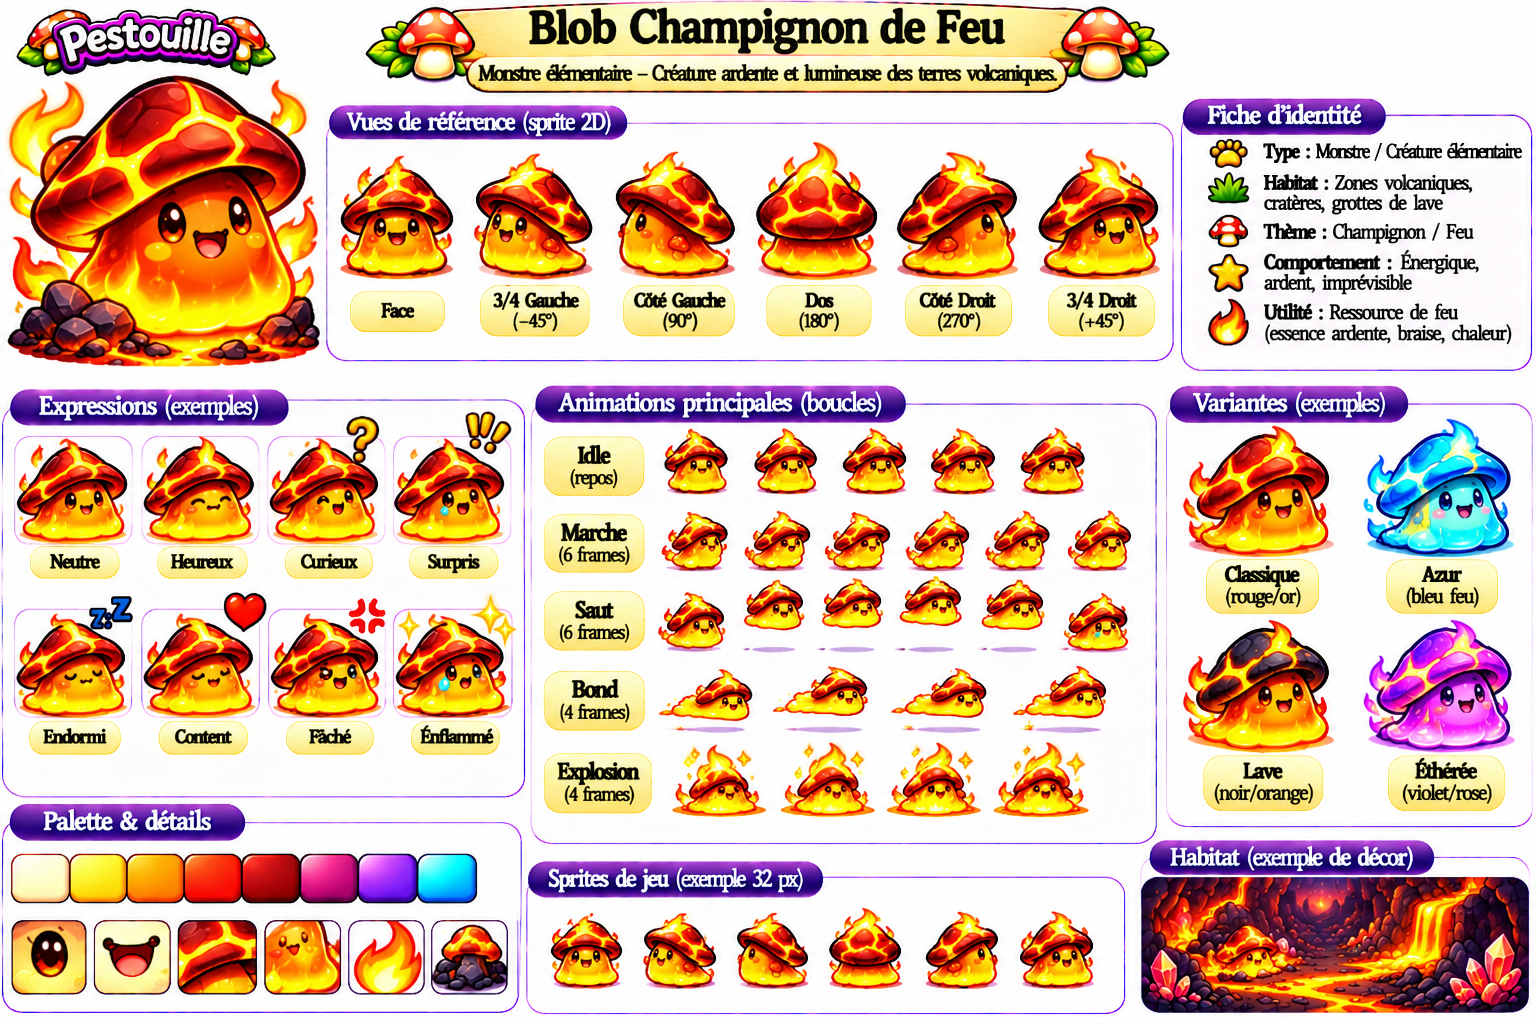 Pestouille
Blob Champignon de Feu
Monstre élémentaire – Créature ardente et lumineuse des terres volcaniques.
Vues de référence (sprite 2D)
Face
3/4 Gauche
(−45°)
Côté Gauche
(90°)
Dos
(180°)
Côté Droit
(270°)
3/4 Droit
(+45°)
Fiche d'identité
Type : Monstre / Créature élémentaire
Habitat : Zones volcaniques,
cratères, grottes de lave
Thème : Champignon / Feu
Comportement : Énergique,
ardent, imprévisible
Utilité : Ressource de feu
(essence ardente, braise, chaleur)
Expressions (exemples)
?
!!!
Neutre
Heureux
Curieux
Surpris
z:Z
Endormi
Content
Fâché
Énflammé
Animations principales (boucles)
Idle
(repos)
Marche
(6 frames)
Saut
(6 frames)
Bond
(4 frames)
Explosion
(4 frames)
Variantes (exemples)
Classique
(rouge/or)
Azur
(bleu feu)
Lave
(noir/orange)
Éthérée
(violet/rose)
Palette & détails
Sprites de jeu (exemple 32 px)
Habitat (exemple de décor)